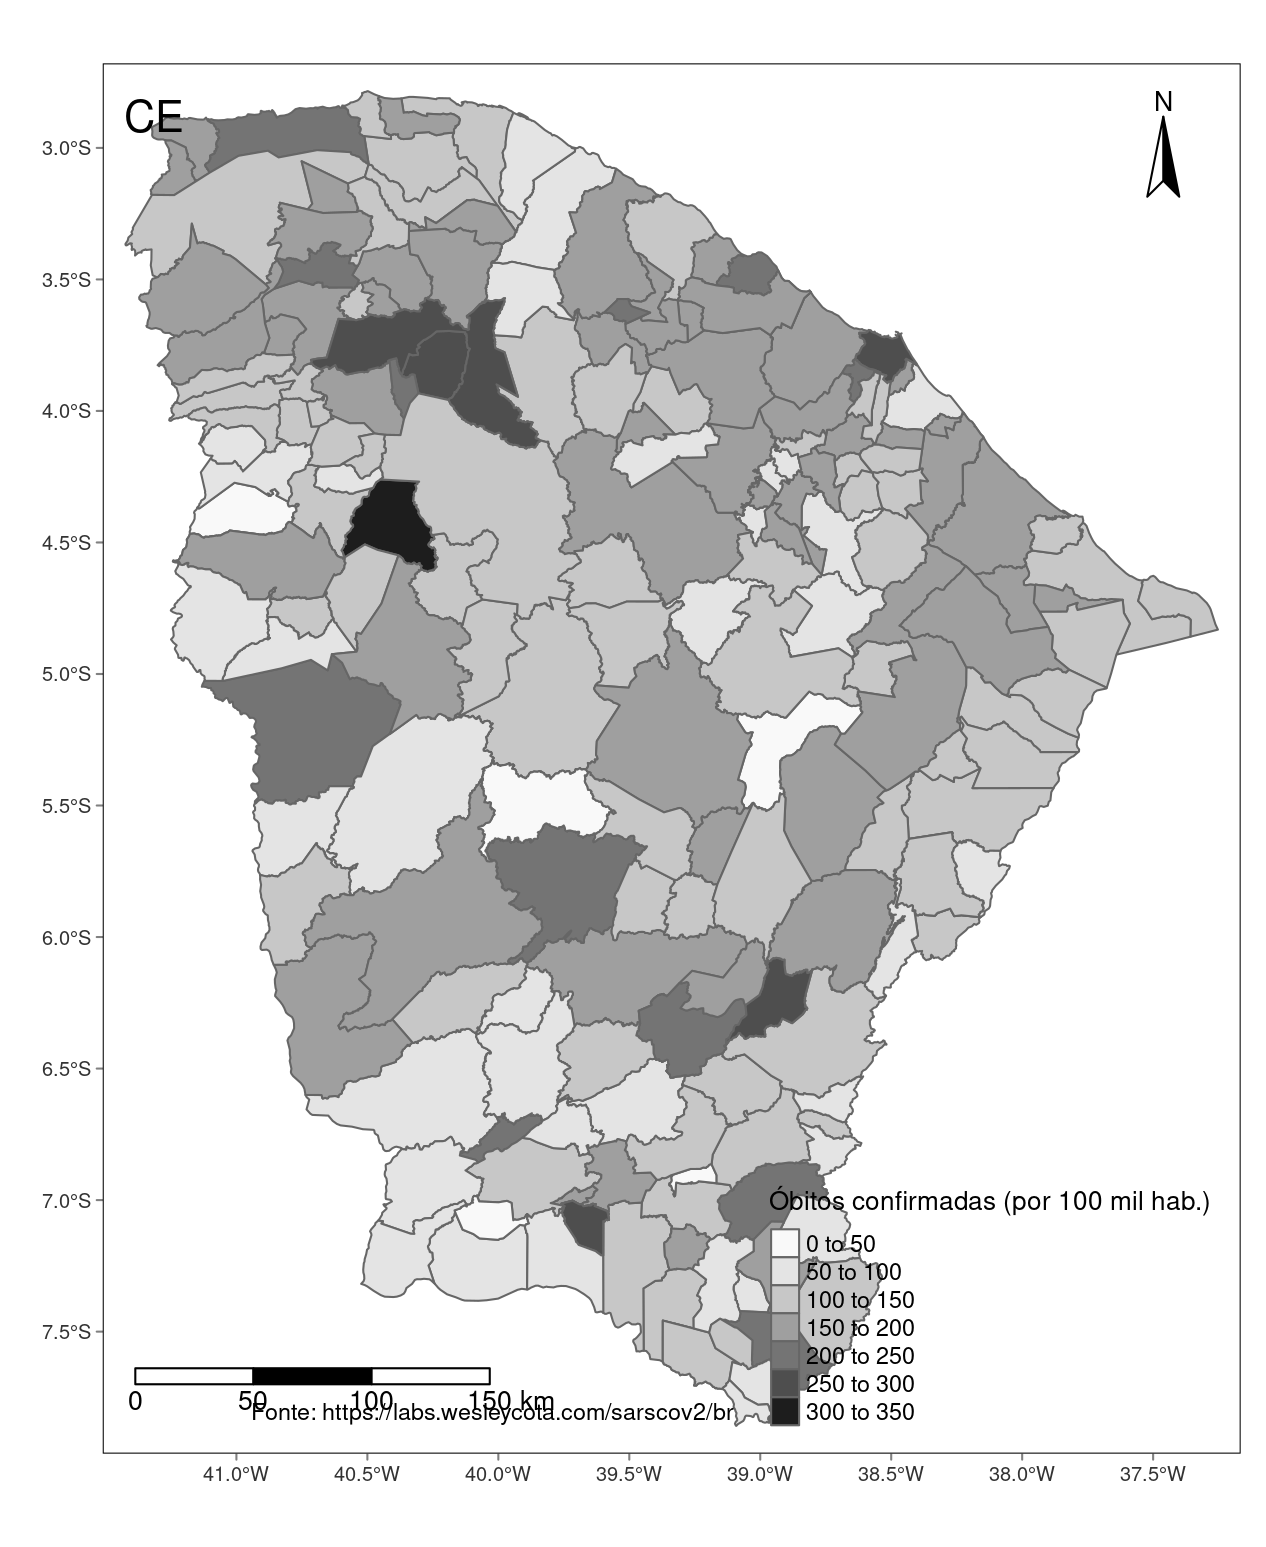 CE
N
3.0°S
3.5°S
4.0°S
4.5°S
5.0°S
5.5°S
6.0°S
6.5°S
7.0°S
7.5°S
Óbitos confirmadas (por 100 mil hab.)
0 to 50
50 to 100
100 to 150
150 to 200
200 to 250
250 to 300
300 to 350
0 50 100 150 km
Fonte: https://labs.wesleycota.com/sarscov2/br
41.0°W 40.5°W 40.0°W 39.5°W 39.0°W 38.5°W 38.0°W 37.5°W